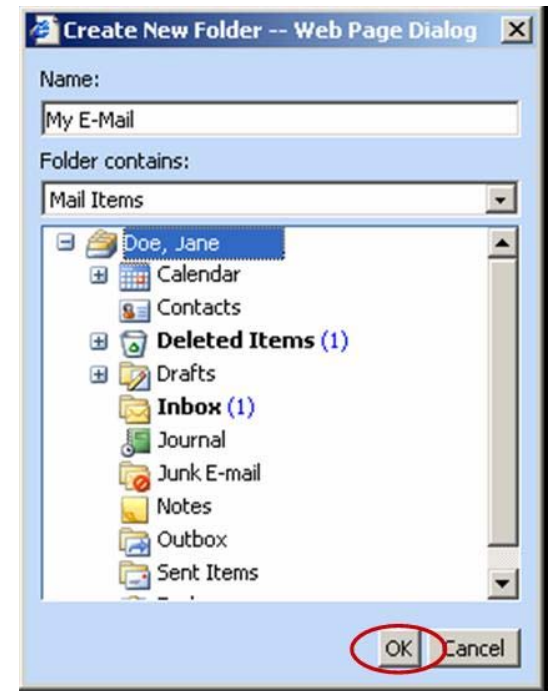 Create New Folder -- Web Page Dialog
Name:
My E-Mail
Folder contains:
Mail Items
Doe, Jane
Calendar
Contacts
Deleted Items (1)
Drafts
Inbox (1)
Journal
Junk E-mail
Notes
Outbox
Sent Items
OK Cancel